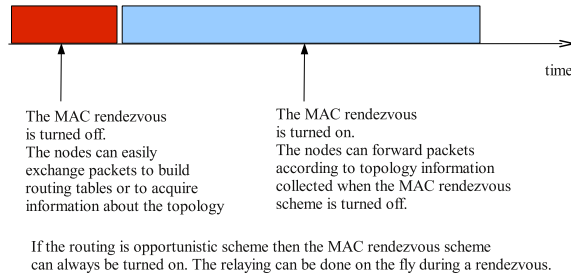 time
The MAC rendezvous
is turned off.
The nodes can easily
exchange packets to build
routing tables or to acquire
information about the topology
The MAC rendezvous
is turned on.
The nodes can forward packets
according to topology information
collected when the MAC rendezvous
scheme is turned off.
If the routing is opportunistic scheme then the MAC rendezvous scheme
can always be turned on. The relaying can be done on the fly during a rendezvous.